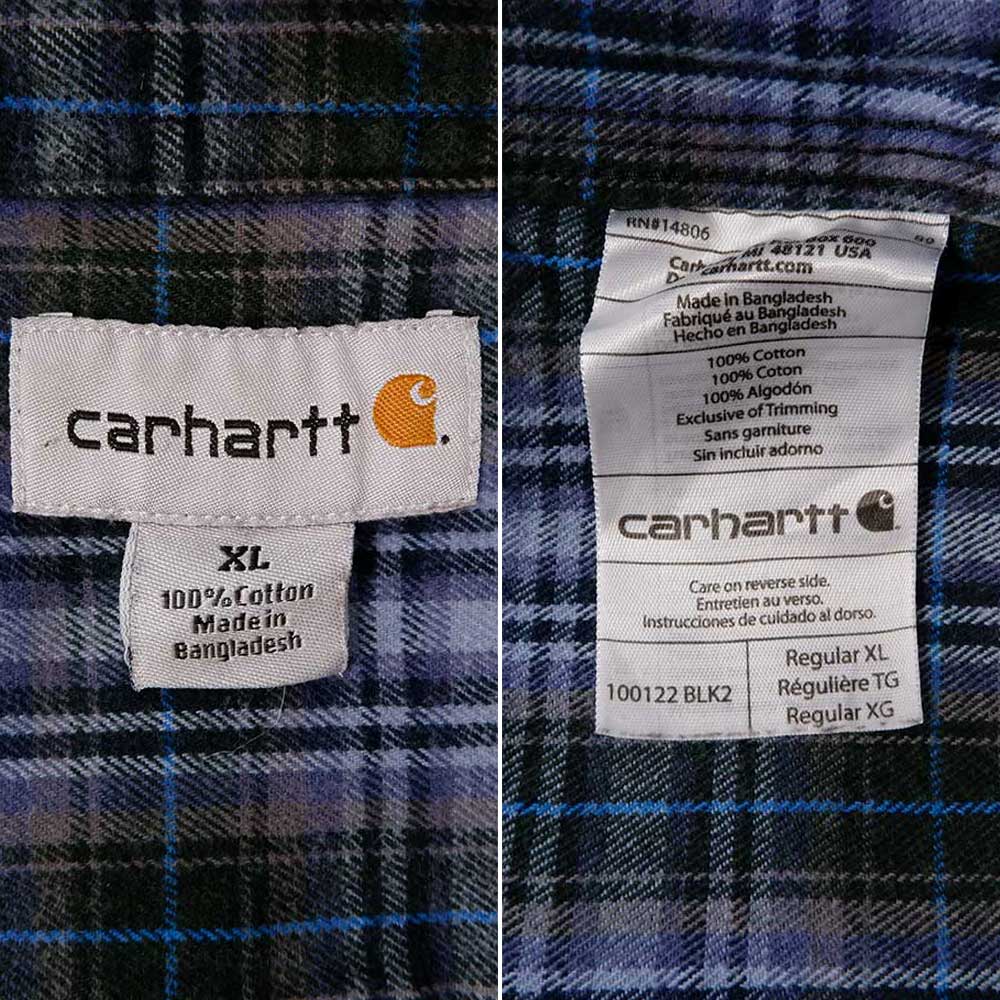 carhartt
XL
100% Cotton
Made in
Bangladesh
RN#14806
Box 600
MI 48121 USA
Carhartt.com
Made in Bangladesh
Fabriqué au Bangladesh
Hecho en Bangladesh
100% Cotton
100% Coton
100% Algodón
Exclusive of Trimming
Sans garniture
Sin incluir adorno
carhartt
Care on reverse side.
Entretien au verso.
Instrucciones de cuidado al dorso.
100122 BLK2
Regular XL
Régulière TG
Regular XG